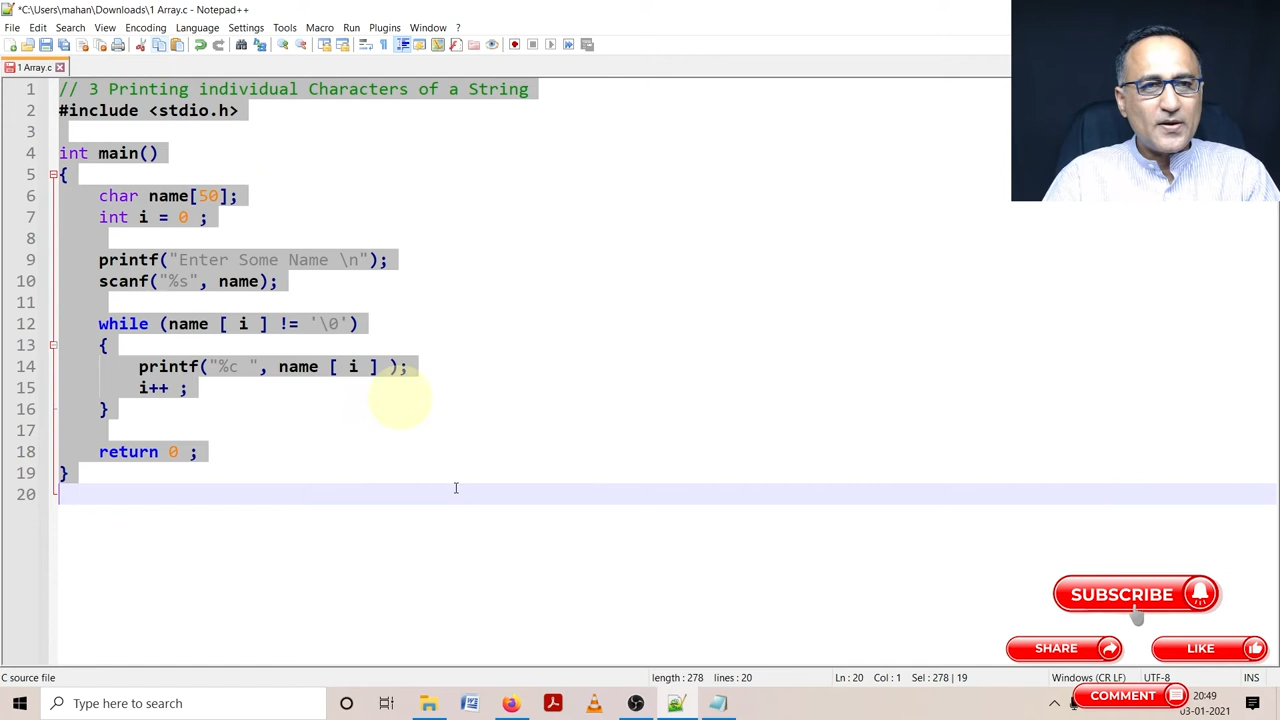 *C:\Users\mahan\Downloads\1 Array.c - Notepad++
File Edit Search View Encoding Language Settings Tools Macro Run Plugins Window ?
1 Array.c
1 // 3 Printing individual Characters of a String
2 #include <stdio.h>
3
4 int main()
5 {
6 char name[50];
7 int i = 0 ;
8
9 printf("Enter Some Name \n");
10 scanf("%s", name);
11
12 while (name [ i ] != '\0')
13 {
14 printf("%c ", name [ i ] );
15 i++ ;
16 }
17
18 return 0 ;
19 }
20
SUBSCRIBE
SHARE LIKE
C source file length : 278 lines : 20 Ln : 20 Col : 1 Sel : 278 | 19 Windows (CR LF) UTF-8 INS
COMMENT
Type here to search
20:49
03-01-2021